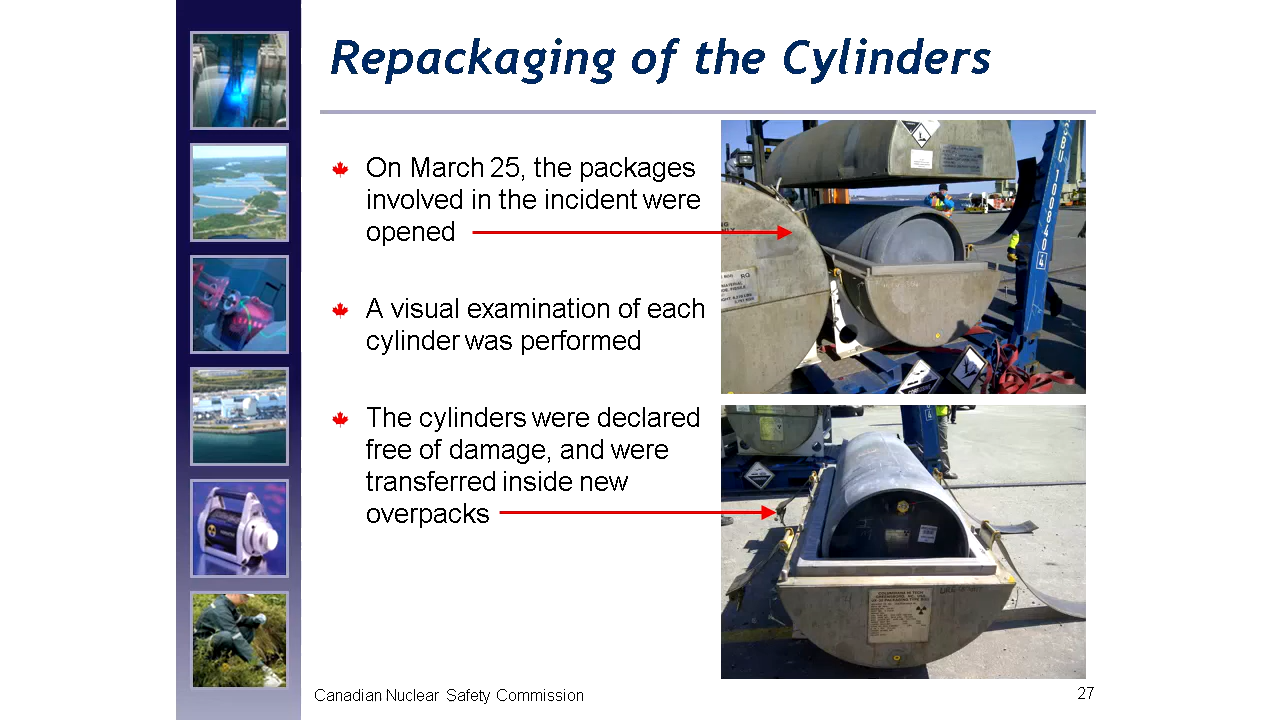 Repackaging of the Cylinders
On March 25, the packages
involved in the incident were
opened
A visual examination of each
cylinder was performed
The cylinders were declared
free of damage, and were
transferred inside new
overpacks
Canadian Nuclear Safety Commission
27